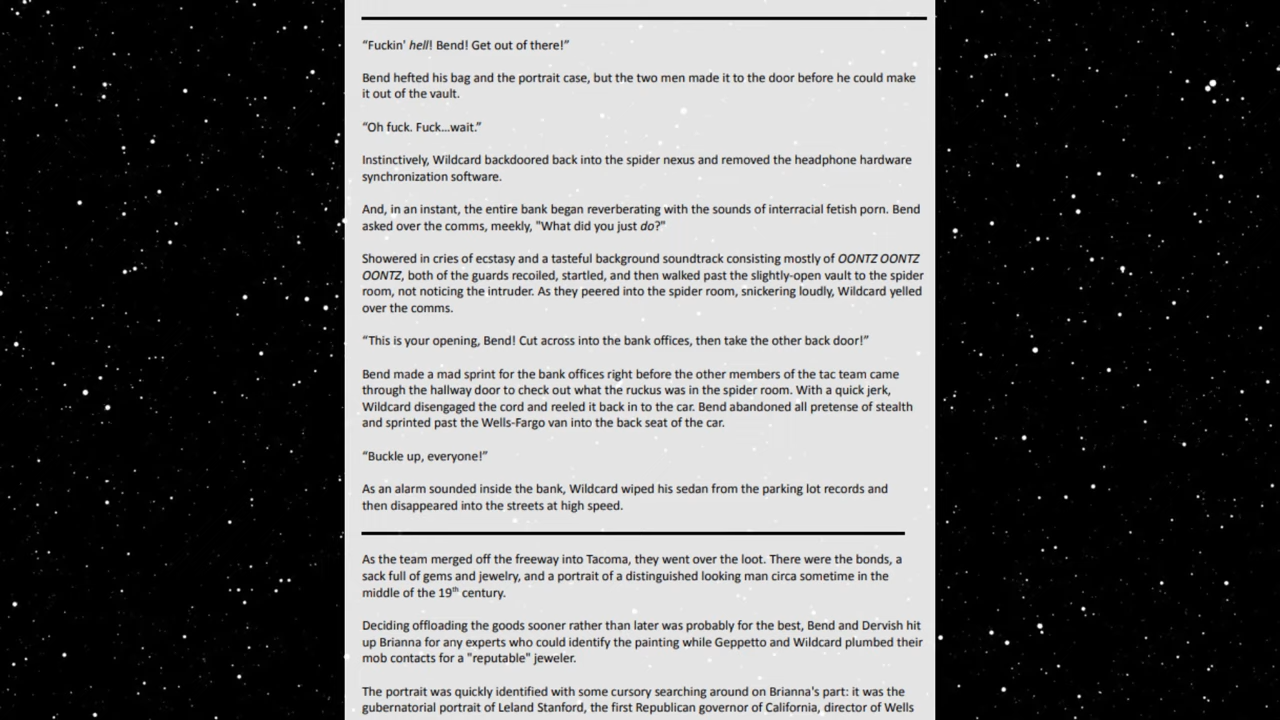 “Fuckin' hell! Bend! Get out of there!”
Bend hefted his bag and the portrait case, but the two men made it to the door before he could make
it out of the vault.
“Oh fuck. Fuck...wait.”
Instinctively, Wildcard backdoored back into the spider nexus and removed the headphone hardware
synchronization software.
And, in an instant, the entire bank began reverberating with the sounds of interracial fetish porn. Bend
asked over the comms, meekly, "What did you just do?"
Showered in cries of ecstasy and a tasteful background soundtrack consisting mostly of OONTZ OONTZ
OONTZ, both of the guards recoiled, startled, and then walked past the slightly-open vault to the spider
room, not noticing the intruder. As they peered into the spider room, snickering loudly, Wildcard yelled
over the comms.
“This is your opening, Bend! Cut across into the bank offices, then take the other back door!”
Bend made a mad sprint for the bank offices right before the other members of the tac team came
through the hallway door to check out what the ruckus was in the spider room. With a quick jerk,
Wildcard disengaged the cord and reeled it back in to the car. Bend abandoned all pretense of stealth
and sprinted past the Wells-Fargo van into the back seat of the car.
“Buckle up, everyone!”
As an alarm sounded inside the bank, Wildcard wiped his sedan from the parking lot records and
then disappeared into the streets at high speed.
As the team merged off the freeway into Tacoma, they went over the loot. There were the bonds, a
sack full of gems and jewelry, and a portrait of a distinguished looking man circa sometime in the
middle of the 19th century.
Deciding offloading the goods sooner rather than later was probably for the best, Bend and Dervish hit
up Brianna for any experts who could identify the painting while Geppetto and Wildcard plumbed their
mob contacts for a "reputable" jeweler.
The portrait was quickly identified with some cursory searching around on Brianna's part: it was the
gubernatorial portrait of Leland Stanford, the first Republican governor of California, director of Wells